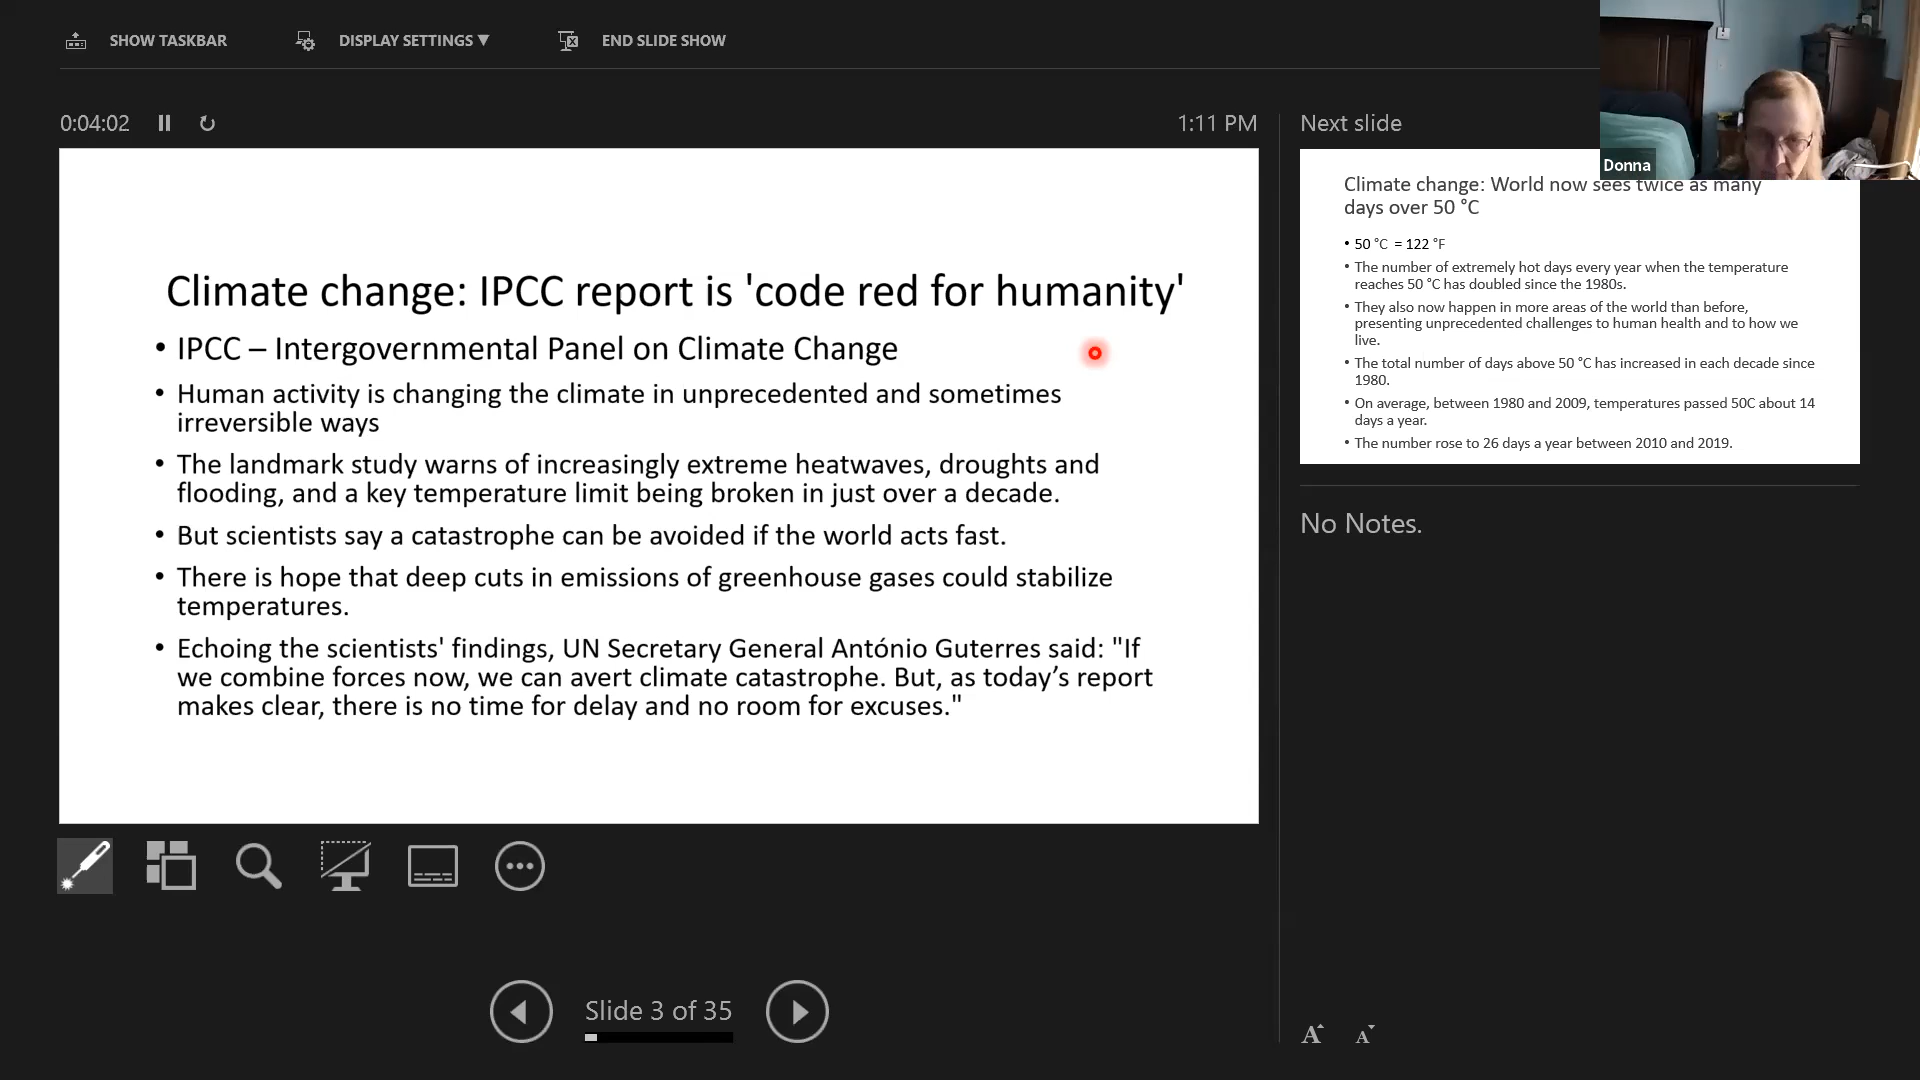 SHOW TASKBAR
DISPLAY SETTINGS ▼
END SLIDE SHOW
0:04:02
1:11 PM
Climate change: IPCC report is 'code red for humanity'
• IPCC – Intergovernmental Panel on Climate Change
• Human activity is changing the climate in unprecedented and sometimes
irreversible ways
• The landmark study warns of increasingly extreme heatwaves, droughts and
flooding, and a key temperature limit being broken in just over a decade.
• But scientists say a catastrophe can be avoided if the world acts fast.
• There is hope that deep cuts in emissions of greenhouse gases could stabilize
temperatures.
• Echoing the scientists' findings, UN Secretary General António Guterres said: "If
we combine forces now, we can avert climate catastrophe. But, as today’s report
makes clear, there is no time for delay and no room for excuses."
Slide 3 of 35
Next slide
Donna
Climate change: World now sees twice as many
days over 50 °C
• 50 °C = 122 °F
• The number of extremely hot days every year when the temperature
reaches 50 °C has doubled since the 1980s.
• They also now happen in more areas of the world than before,
presenting unprecedented challenges to human health and to how we
live.
• The total number of days above 50 °C has increased in each decade since
1980.
• On average, between 1980 and 2009, temperatures passed 50C about 14
days a year.
• The number rose to 26 days a year between 2010 and 2019.
No Notes.
A A